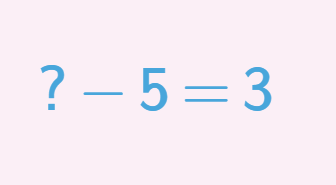 ? − 5 = 3